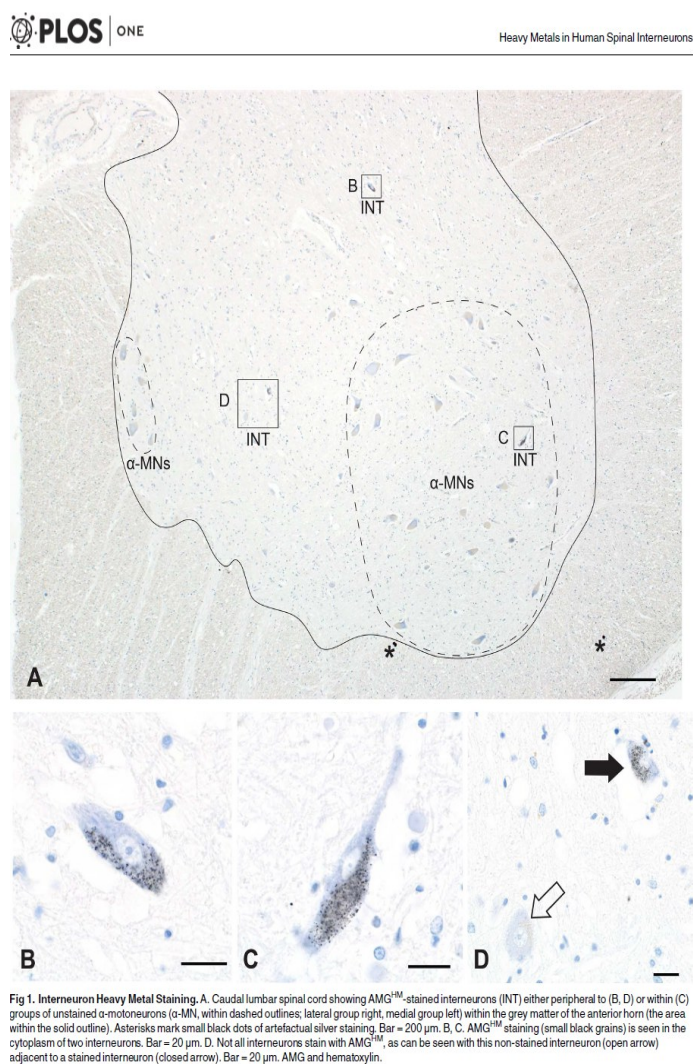 PLOS | ONE
Heavy Metals in Human Spinal Interneurons
B
INT
D
INT
C
INT
α-MNs
α-MNs
*
*
A
B
C
D
Fig 1. Interneuron Heavy Metal Staining. A. Caudal lumbar spinal cord showing AMGᴴᴹ-stained interneurons (INT) either peripheral to (B, D) or within (C)
groups of unstained α-motoneurons (α-MN, within dashed outlines; lateral group right, medial group left) within the grey matter of the anterior horn (the area
within the solid outline). Asterisks mark small black dots of artefactual silver staining. Bar = 200 μm. B, C. AMGᴴᴹ staining (small black grains) is seen in the
cytoplasm of two interneurons. Bar = 20 μm. D. Not all interneurons stain with AMGᴴᴹ, as can be seen with this non-stained interneuron (open arrow)
adjacent to a stained interneuron (closed arrow). Bar = 20 μm. AMG and hematoxylin.